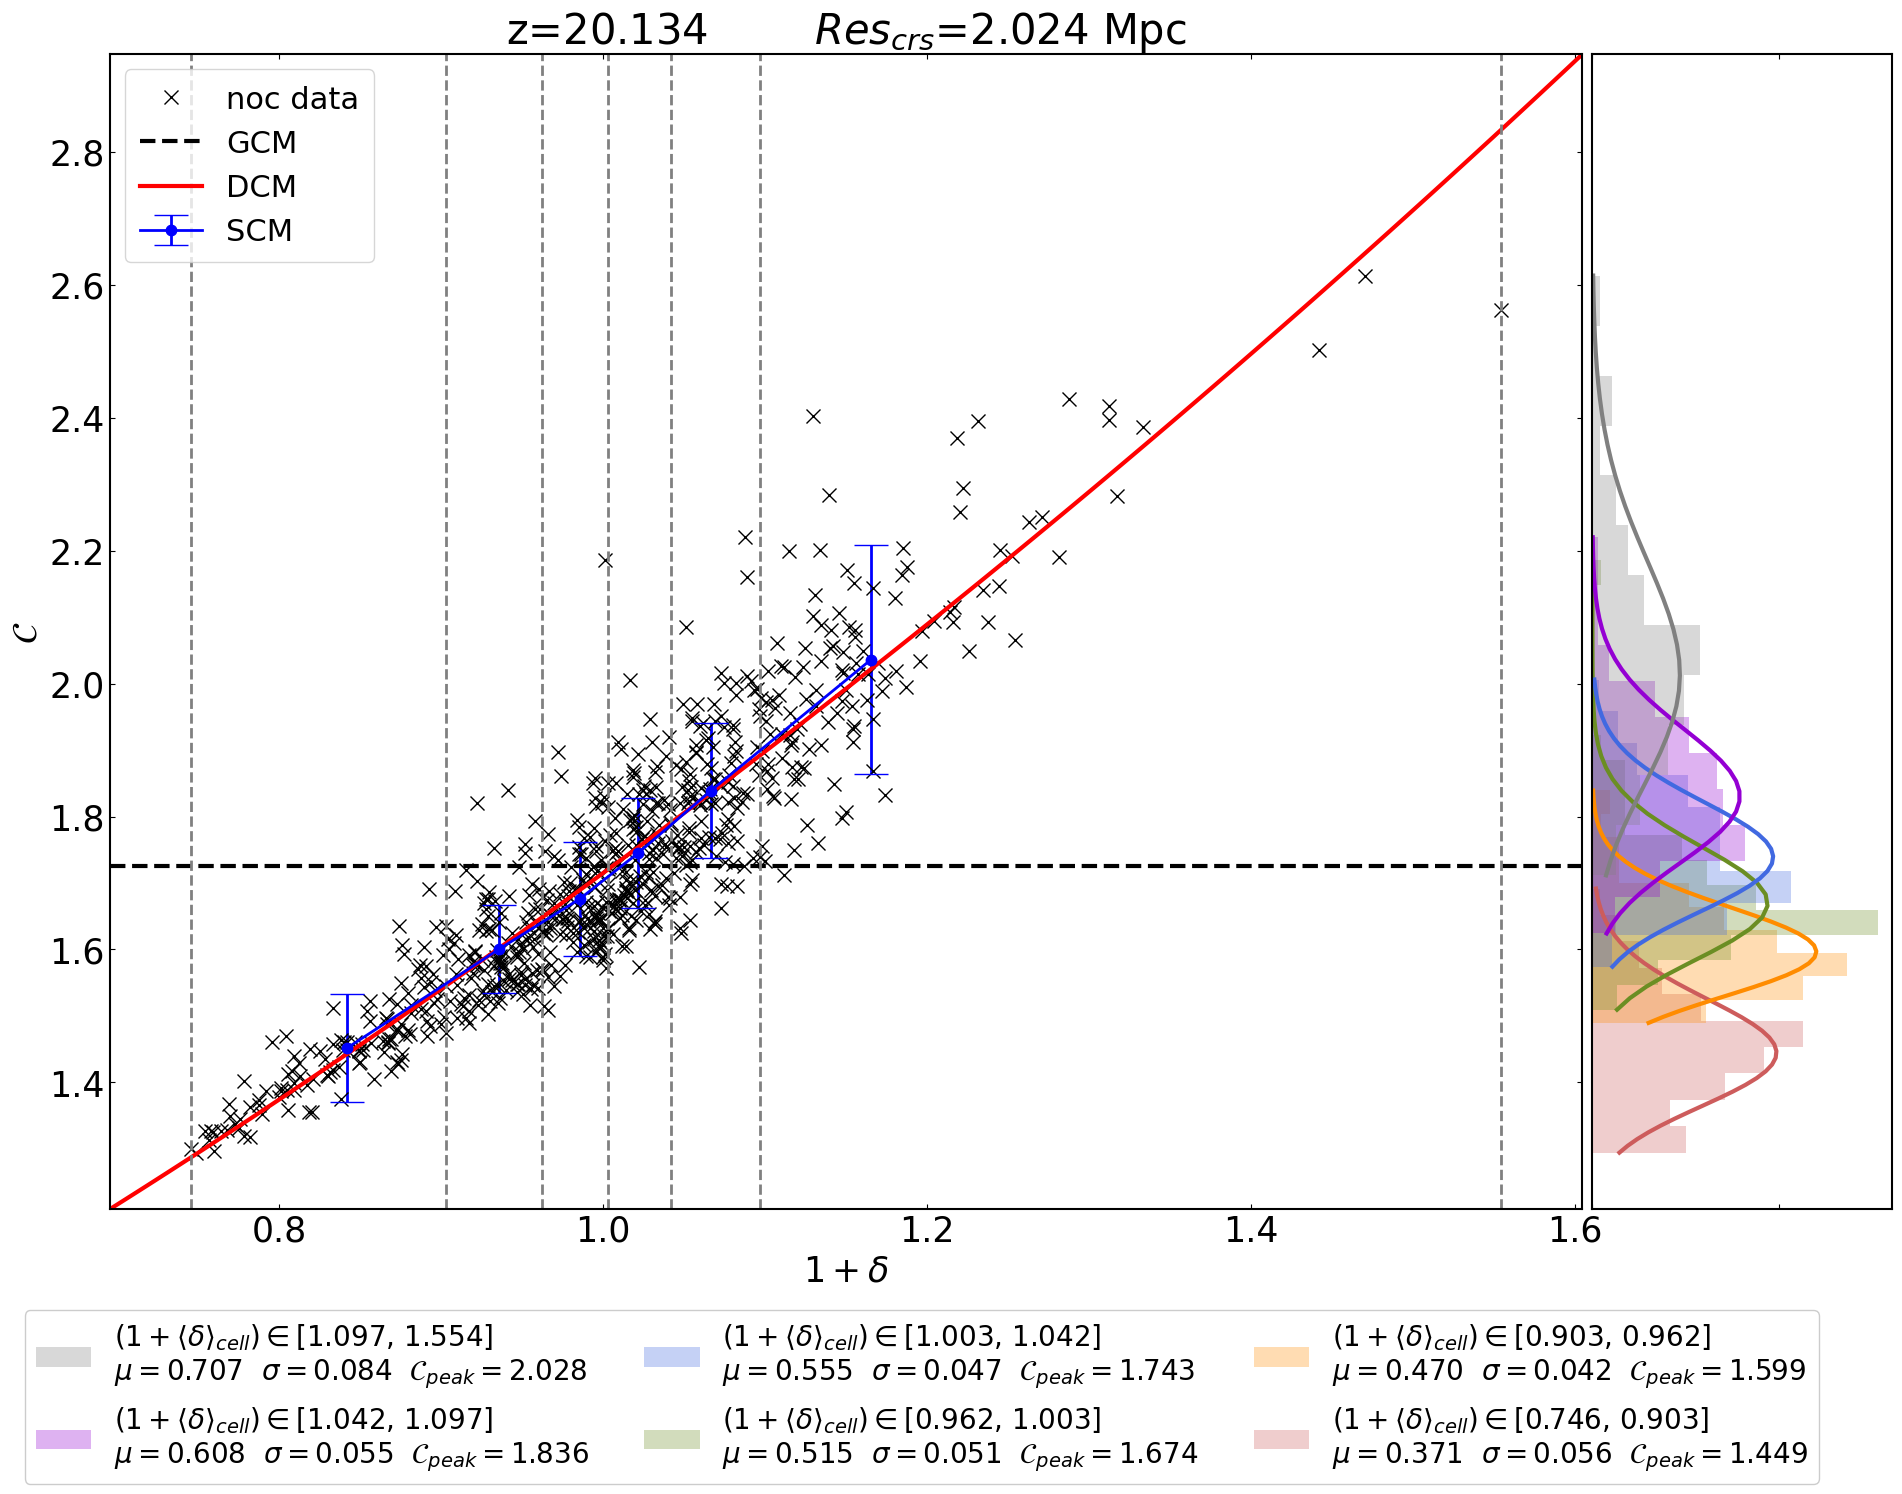 z=20.134 Res_crs=2.024 Mpc
noc data
GCM
DCM
SCM
2.8
2.6
2.4
2.2
2.0
1.8
1.6
1.4
𝒞
0.8 1.0 1.2 1.4 1.6
1 + δ
(1 + ⟨δ⟩_cell) ∈ [1.097, 1.554]
μ = 0.707 σ = 0.084 𝒞_peak = 2.028
(1 + ⟨δ⟩_cell) ∈ [1.042, 1.097]
μ = 0.608 σ = 0.055 𝒞_peak = 1.836
(1 + ⟨δ⟩_cell) ∈ [1.003, 1.042]
μ = 0.555 σ = 0.047 𝒞_peak = 1.743
(1 + ⟨δ⟩_cell) ∈ [0.962, 1.003]
μ = 0.515 σ = 0.051 𝒞_peak = 1.674
(1 + ⟨δ⟩_cell) ∈ [0.903, 0.962]
μ = 0.470 σ = 0.042 𝒞_peak = 1.599
(1 + ⟨δ⟩_cell) ∈ [0.746, 0.903]
μ = 0.371 σ = 0.056 𝒞_peak = 1.449